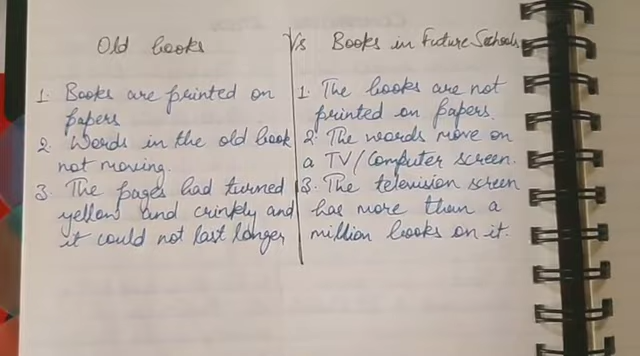 Old books Vs Books in Future Schools
1. Books are printed on
papers
2. Words in the old book
not moving.
3. The pages had turned
yellow and crinkly and
it could not last longer
1. The books are not
printed on papers.
2. The words move on
a TV/Computer screen.
3. The television screen
has more than a
million books on it.